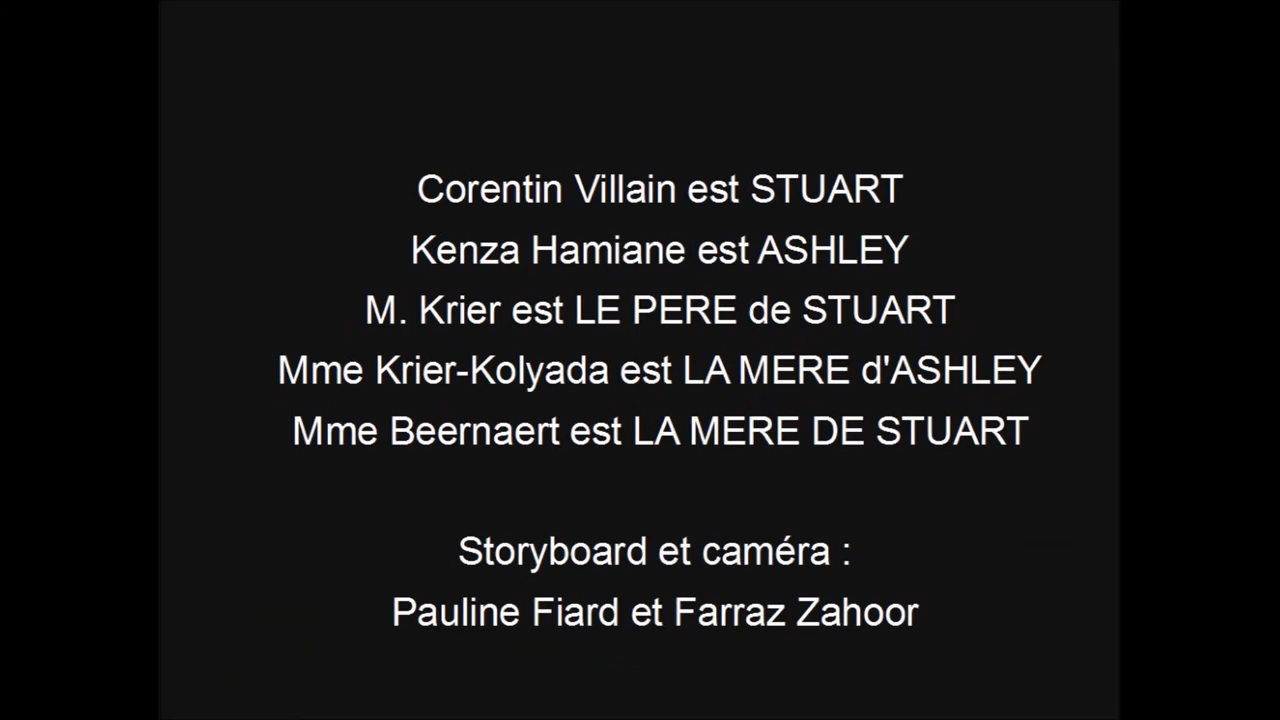 Corentin Villain est STUART
Kenza Hamiane est ASHLEY
M. Krier est LE PERE de STUART
Mme Krier-Kolyada est LA MERE d'ASHLEY
Mme Beernaert est LA MERE DE STUART
Storyboard et caméra :
Pauline Fiard et Farraz Zahoor